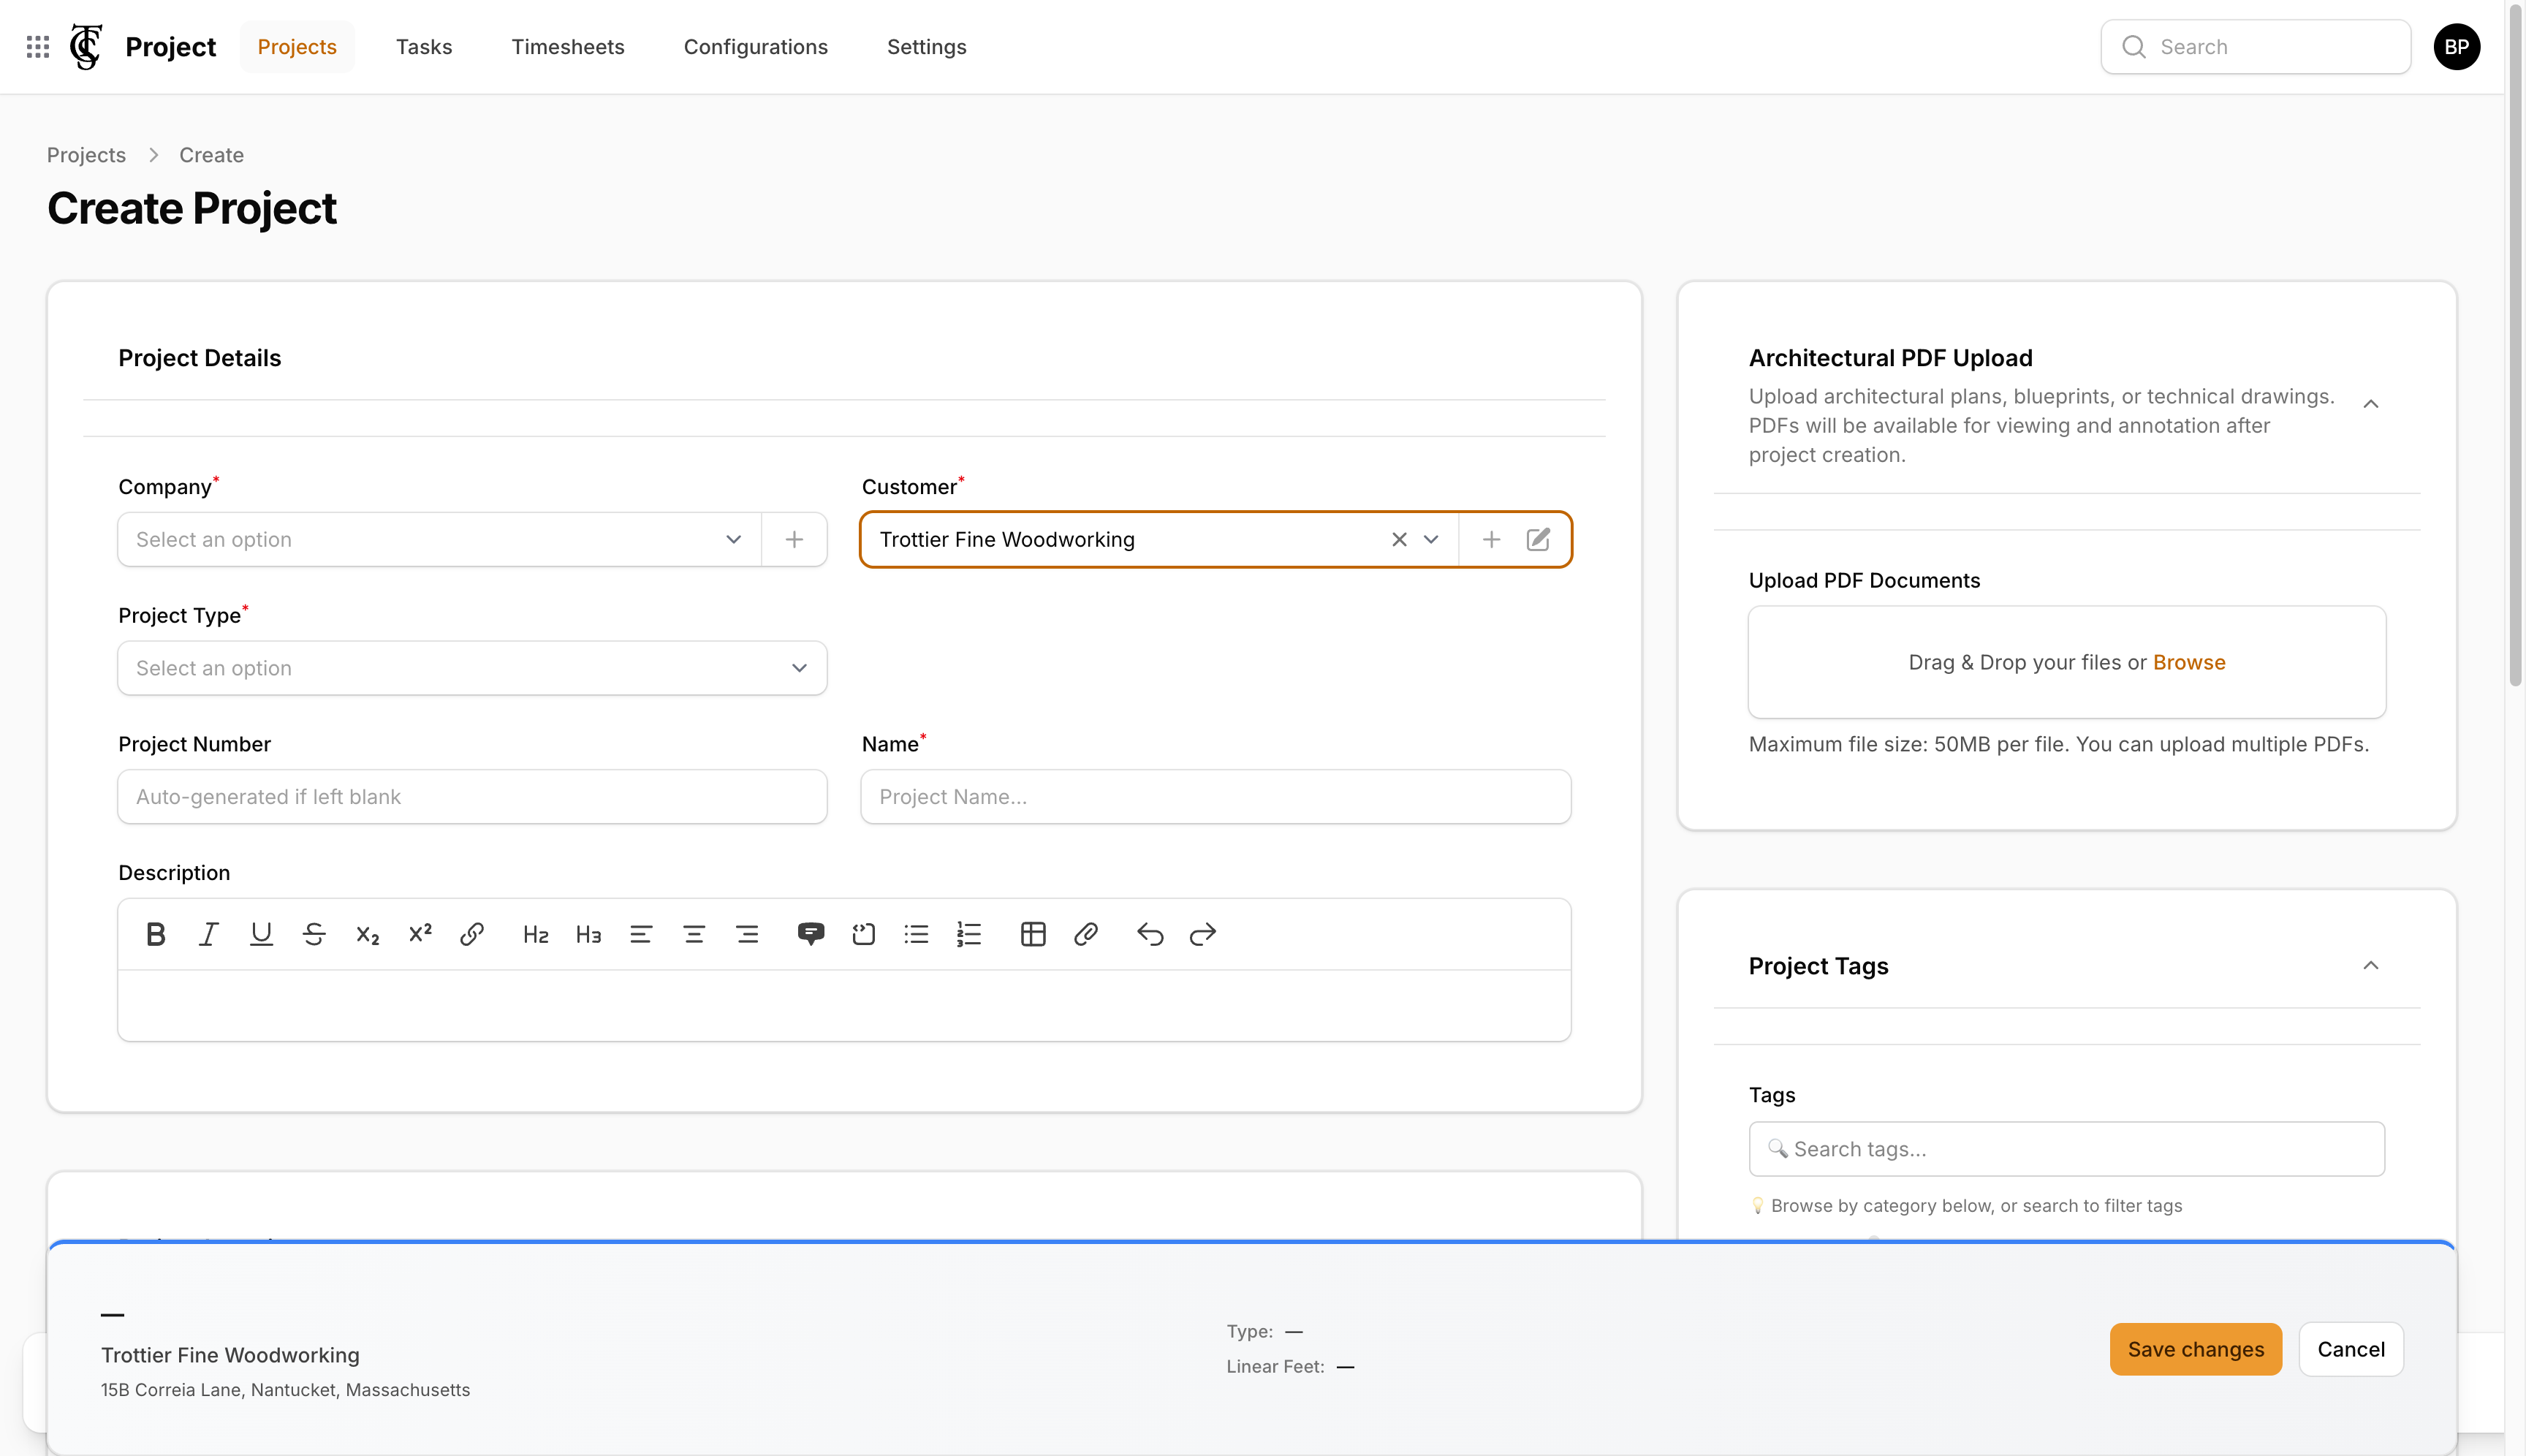 Project
Projects
Tasks
Timesheets
Configurations
Settings
Search
BP
Projects
Create
Create Project
Project Details
Company*
Customer*
Select an option
Trottier Fine Woodworking
Project Type*
Select an option
Project Number
Name*
Auto-generated if left blank
Project Name...
Description
B I U S x₂ x² H2 H3
Architectural PDF Upload
Upload architectural plans, blueprints, or technical drawings.
PDFs will be available for viewing and annotation after
project creation.
Upload PDF Documents
Drag & Drop your files or Browse
Maximum file size: 50MB per file. You can upload multiple PDFs.
Project Tags
Tags
Search tags...
Browse by category below, or search to filter tags
—
Trottier Fine Woodworking
15B Correia Lane, Nantucket, Massachusetts
Type: —
Linear Feet: —
Save changes
Cancel